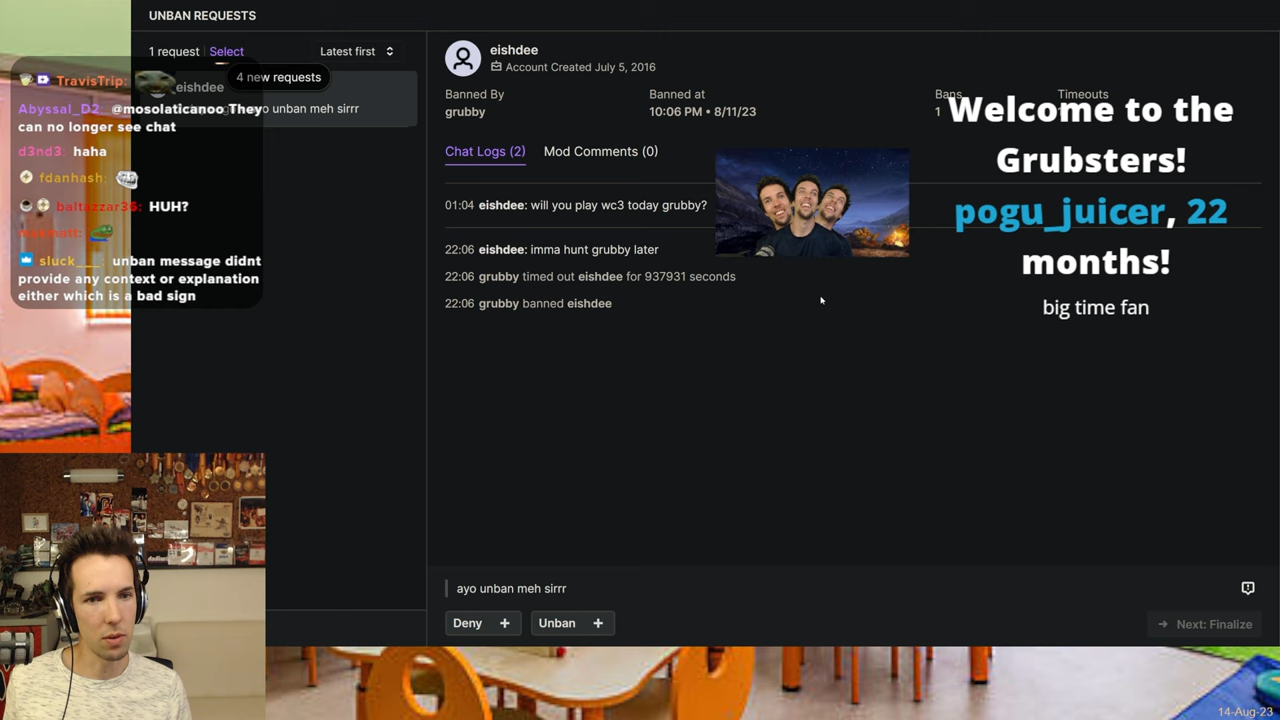 UNBAN REQUESTS
1 request
Select
Latest first
4 new requests
eishdee
o unban meh sirrr
TravisTrip:
Abyssal_D2: @mosolaticanoo They
can no longer see chat
d3nd3: haha
fdanhash:
baltazzar36: HUH?
sluck___: unban message didnt
provide any context or explanation
either which is a bad sign
eishdee
Account Created July 5, 2016
Banned By
grubby
Banned at
10:06 PM • 8/11/23
Bans
1
Timeouts
Chat Logs (2)
Mod Comments (0)
01:04 eishdee: will you play wc3 today grubby?
22:06 eishdee: imma hunt grubby later
22:06 grubby timed out eishdee for 937931 seconds
22:06 grubby banned eishdee
Welcome to the
Grubsters!
pogu_juicer, 22
months!
big time fan
ayo unban meh sirrr
Deny +
Unban +
Next: Finalize
14-Aug-23